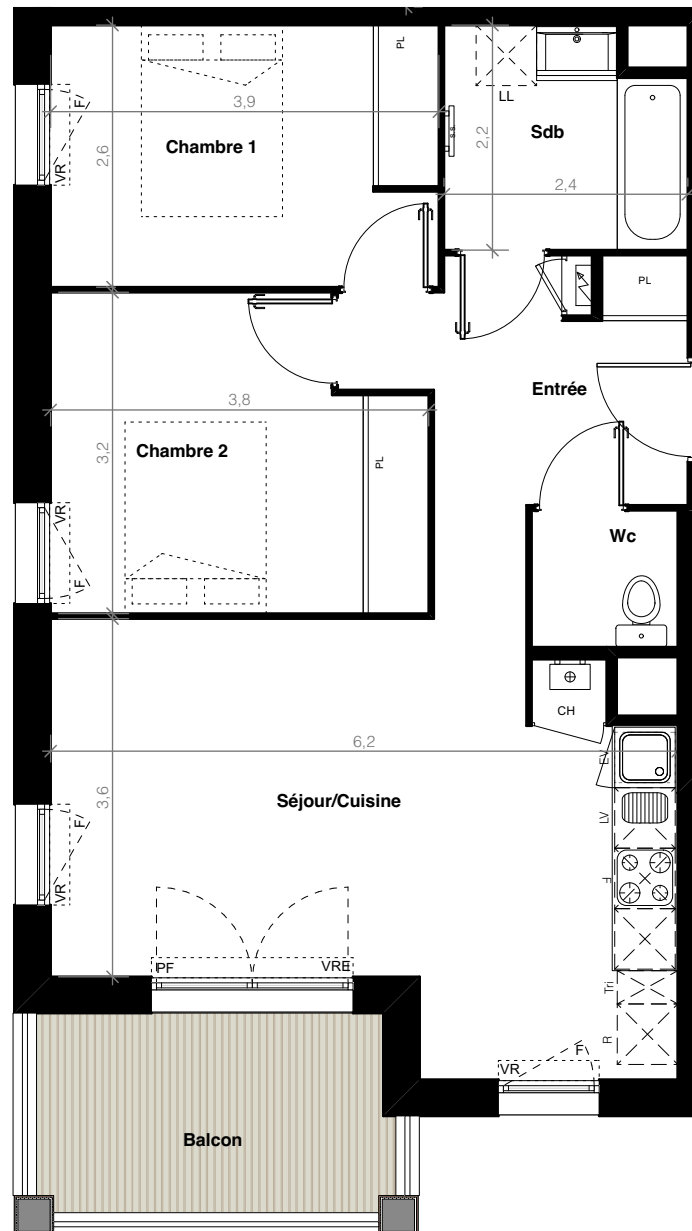 PL
LL
Sdb
3,9
F
Chambre 1
s.s.
2,2
2,6
VR
2,4
PL
Entrée
3,8
Chambre 2
3,2
PL
VR
F
Wc
CH
6,2
EV
Séjour/Cuisine
3,6
LV
F
F
VR
PF
VRE
Tri
R
VR
F
Balcon